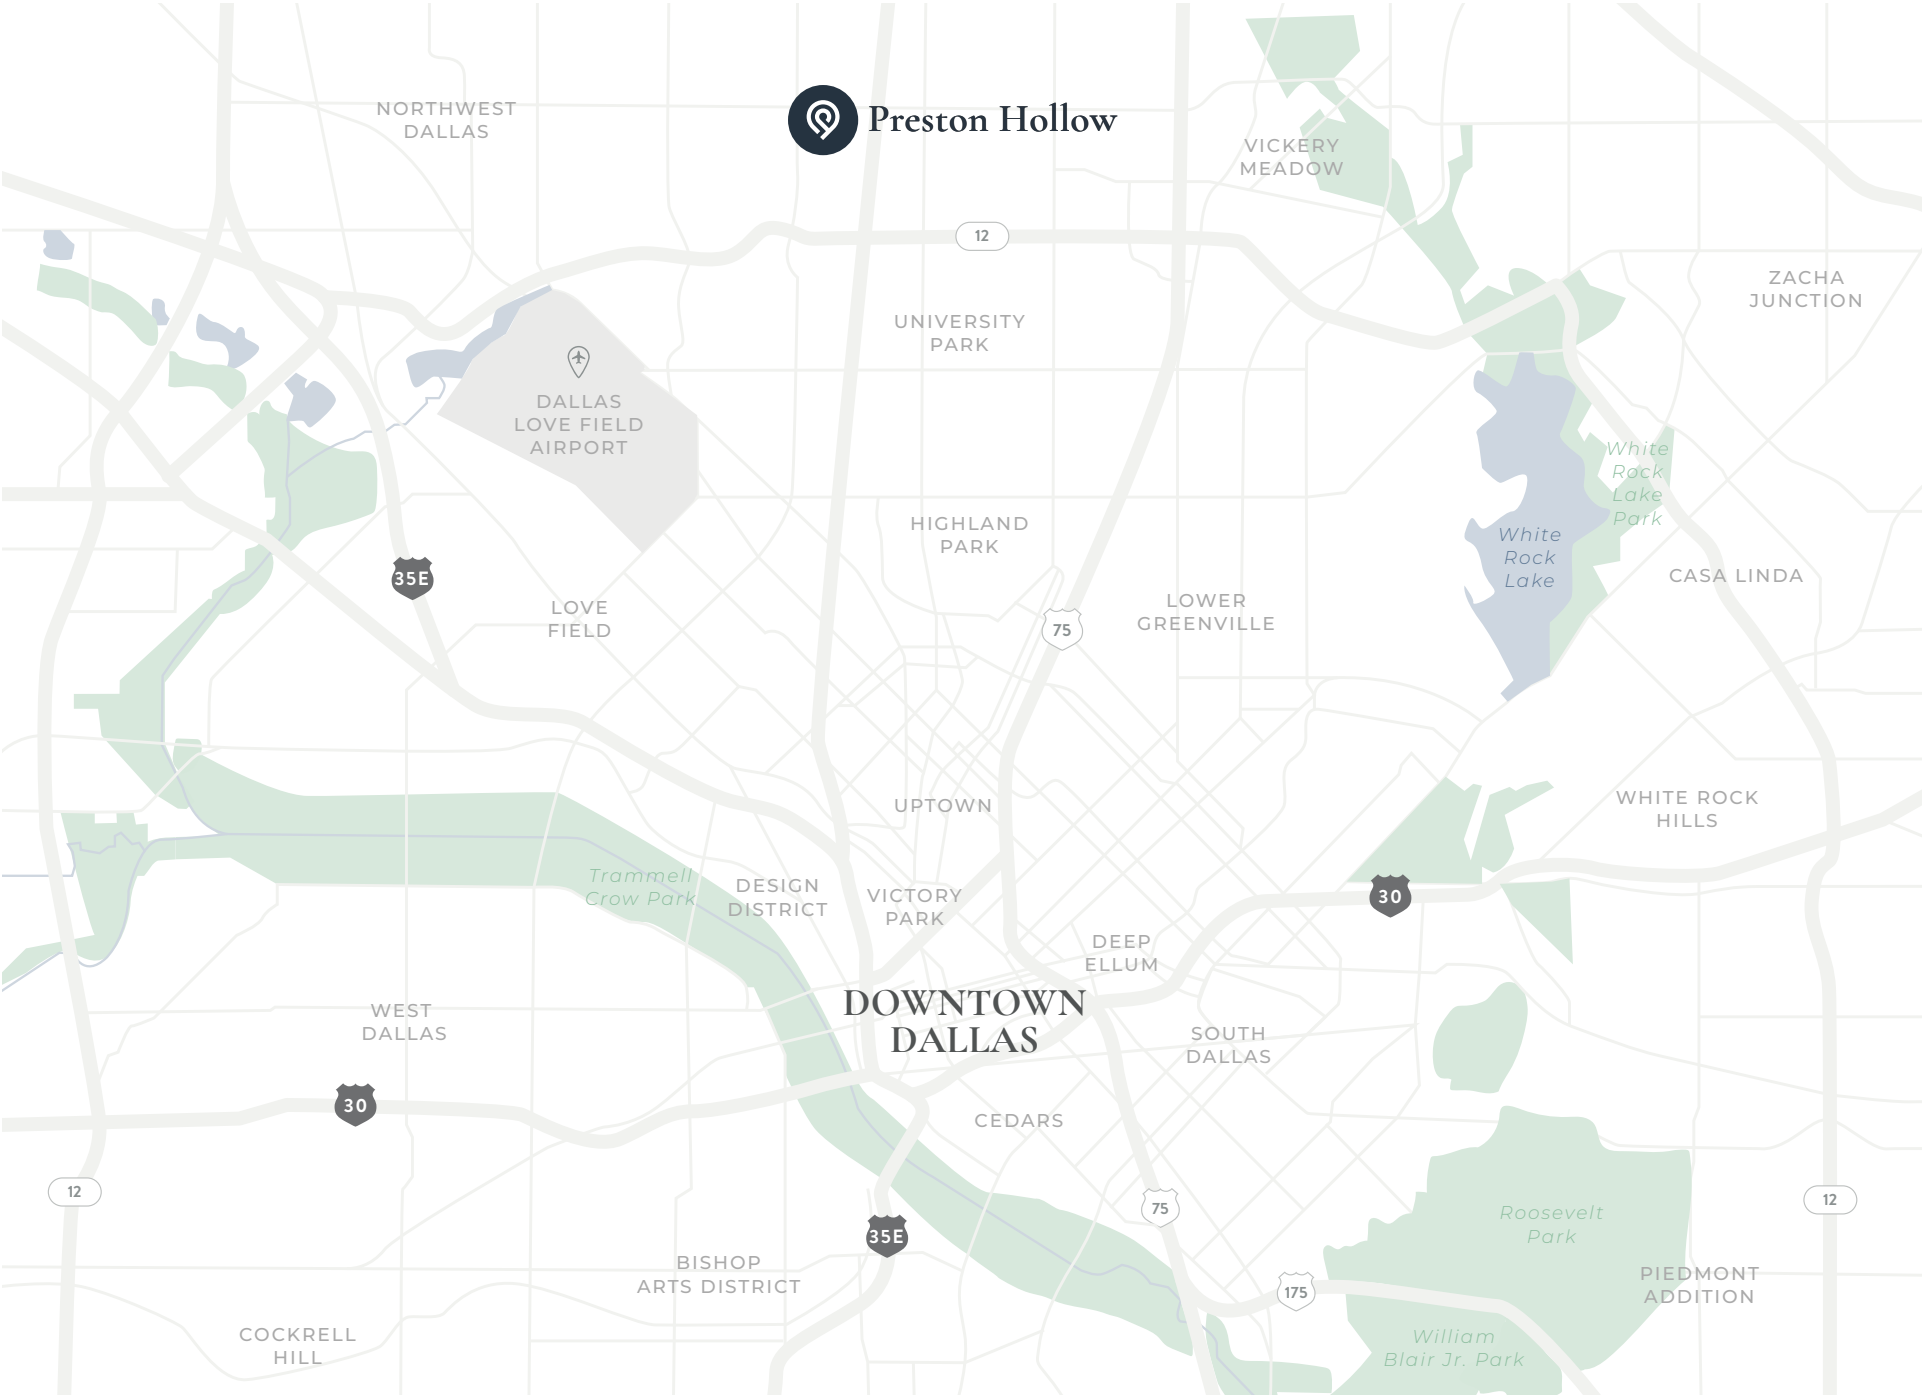 NORTHWEST
DALLAS
Preston Hollow
VICKERY
MEADOW
12
ZACHA
JUNCTION
UNIVERSITY
PARK
DALLAS
LOVE FIELD
AIRPORT
White
Rock
Lake
Park
HIGHLAND
PARK
White
Rock
Lake
35E
CASA LINDA
LOVE
FIELD
75
LOWER
GREENVILLE
UPTOWN
WHITE ROCK
HILLS
Trammell
Crow Park
DESIGN
DISTRICT
VICTORY
PARK
30
DEEP
ELLUM
WEST
DALLAS
DOWNTOWN
DALLAS
SOUTH
DALLAS
30
CEDARS
12
75
12
Roosevelt
Park
35E
BISHOP
ARTS DISTRICT
175
PIEDMONT
ADDITION
COCKRELL
HILL
William
Blair Jr. Park